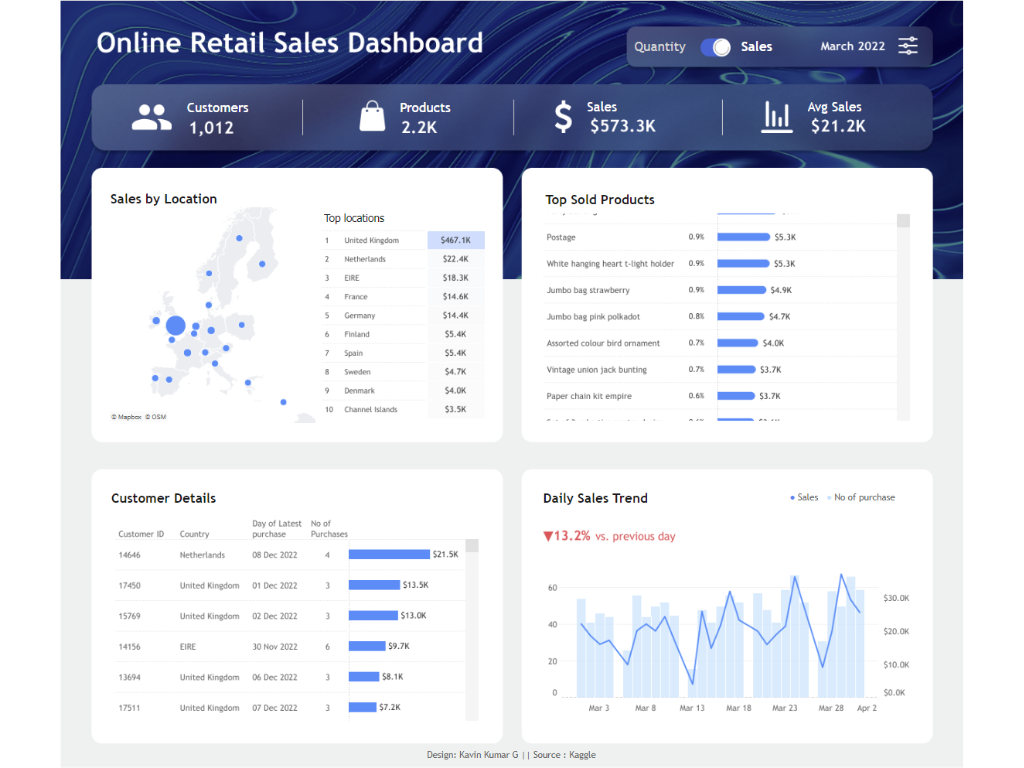 Online Retail Sales Dashboard
Quantity Sales March 2022
Customers
1,012
Products
2.2K
Sales
$573.3K
Avg Sales
$21.2K
Sales by Location
Top locations
1 United Kingdom $467.1K
2 Netherlands $22.4K
3 EIRE $18.3K
4 France $14.6K
5 Germany $14.4K
6 Finland $5.4K
7 Spain $5.4K
8 Sweden $4.7K
9 Denmark $4.0K
10 Channel Islands $3.5K
© Mapbox © OSM
Top Sold Products
Postage 0.9% $5.3K
White hanging heart t-light holder 0.9% $5.3K
Jumbo bag strawberry 0.9% $4.9K
Jumbo bag pink polkadot 0.8% $4.7K
Assorted colour bird ornament 0.7% $4.0K
Vintage union jack bunting 0.7% $3.7K
Paper chain kit empire 0.6% $3.7K
Customer Details
Customer ID Country Day of Latest purchase No of Purchases
14646 Netherlands 08 Dec 2022 4 $21.5K
17450 United Kingdom 01 Dec 2022 3 $13.5K
15769 United Kingdom 02 Dec 2022 3 $13.0K
14156 EIRE 30 Nov 2022 6 $9.7K
13694 United Kingdom 06 Dec 2022 3 $8.1K
17511 United Kingdom 07 Dec 2022 3 $7.2K
Daily Sales Trend
Sales No of purchase
▼13.2% vs. previous day
60
40
20
0
$30.0K
$20.0K
$10.0K
$0.0K
Mar 3 Mar 8 Mar 13 Mar 18 Mar 23 Mar 28 Apr 2
Design: Kavin Kumar G || Source : Kaggle